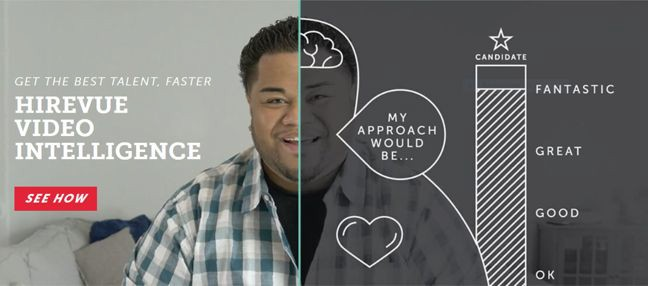 GET THE BEST TALENT, FASTER
HIREVUE
VIDEO
INTELLIGENCE
SEE HOW
MY
APPROACH
WOULD
BE...
CANDIDATE
FANTASTIC
GREAT
GOOD
OK